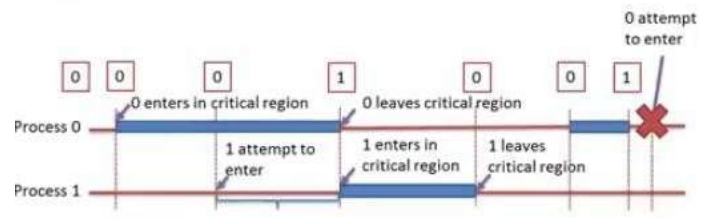 0 attempt
to enter
0 0 0 1 0 0 1
0 enters in critical region
0 leaves critical region
Process 0
1 attempt to
enter
1 enters in
critical region
1 leaves
critical region
Process 1